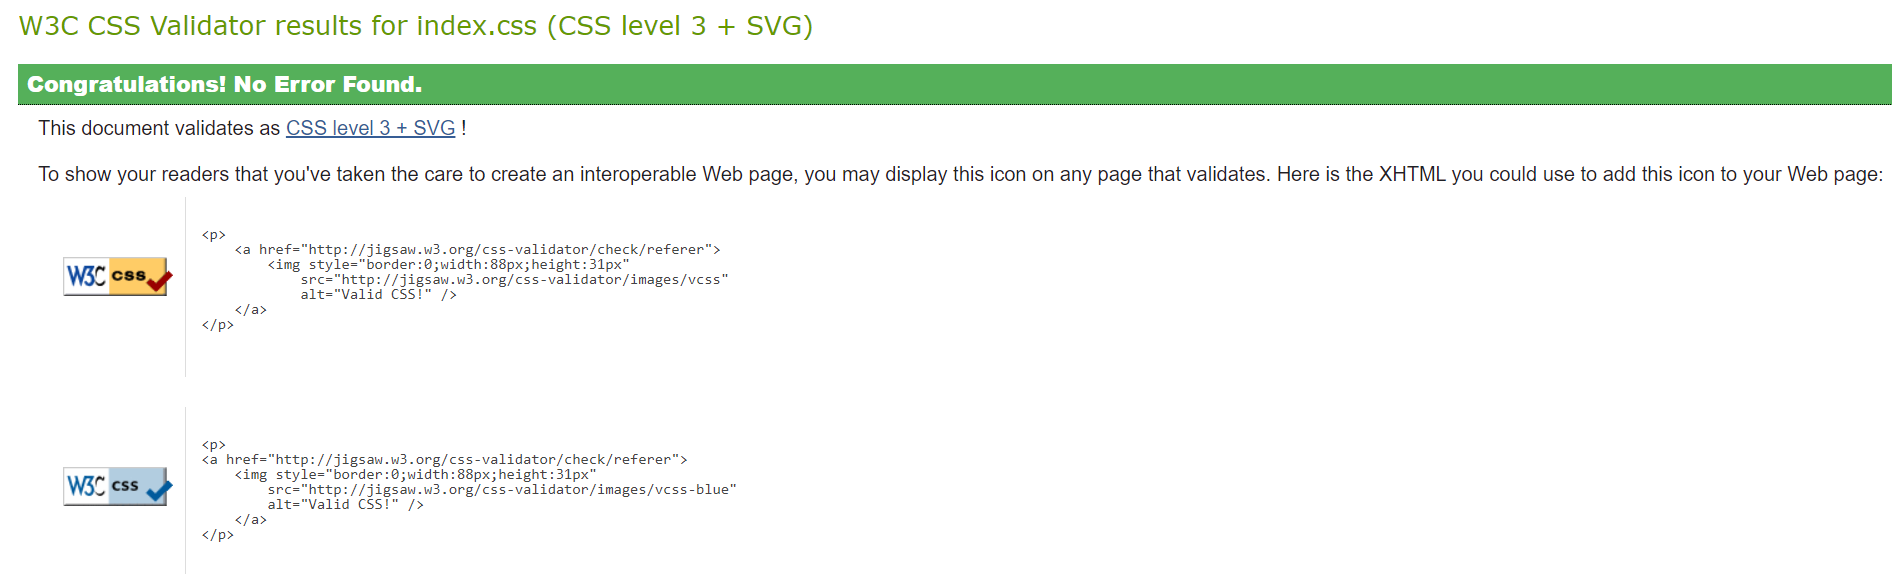 W3C CSS Validator results for index.css (CSS level 3 + SVG)
Congratulations! No Error Found.
This document validates as CSS level 3 + SVG !
To show your readers that you've taken the care to create an interoperable Web page, you may display this icon on any page that validates. Here is the XHTML you could use to add this icon to your Web page:
W3C css
<p>
    <a href="http://jigsaw.w3.org/css-validator/check/referer">
        <img style="border:0;width:88px;height:31px"
            src="http://jigsaw.w3.org/css-validator/images/vcss"
            alt="Valid CSS!" />
    </a>
</p>
W3C css
<p>
<a href="http://jigsaw.w3.org/css-validator/check/referer">
    <img style="border:0;width:88px;height:31px"
        src="http://jigsaw.w3.org/css-validator/images/vcss-blue"
        alt="Valid CSS!" />
    </a>
</p>